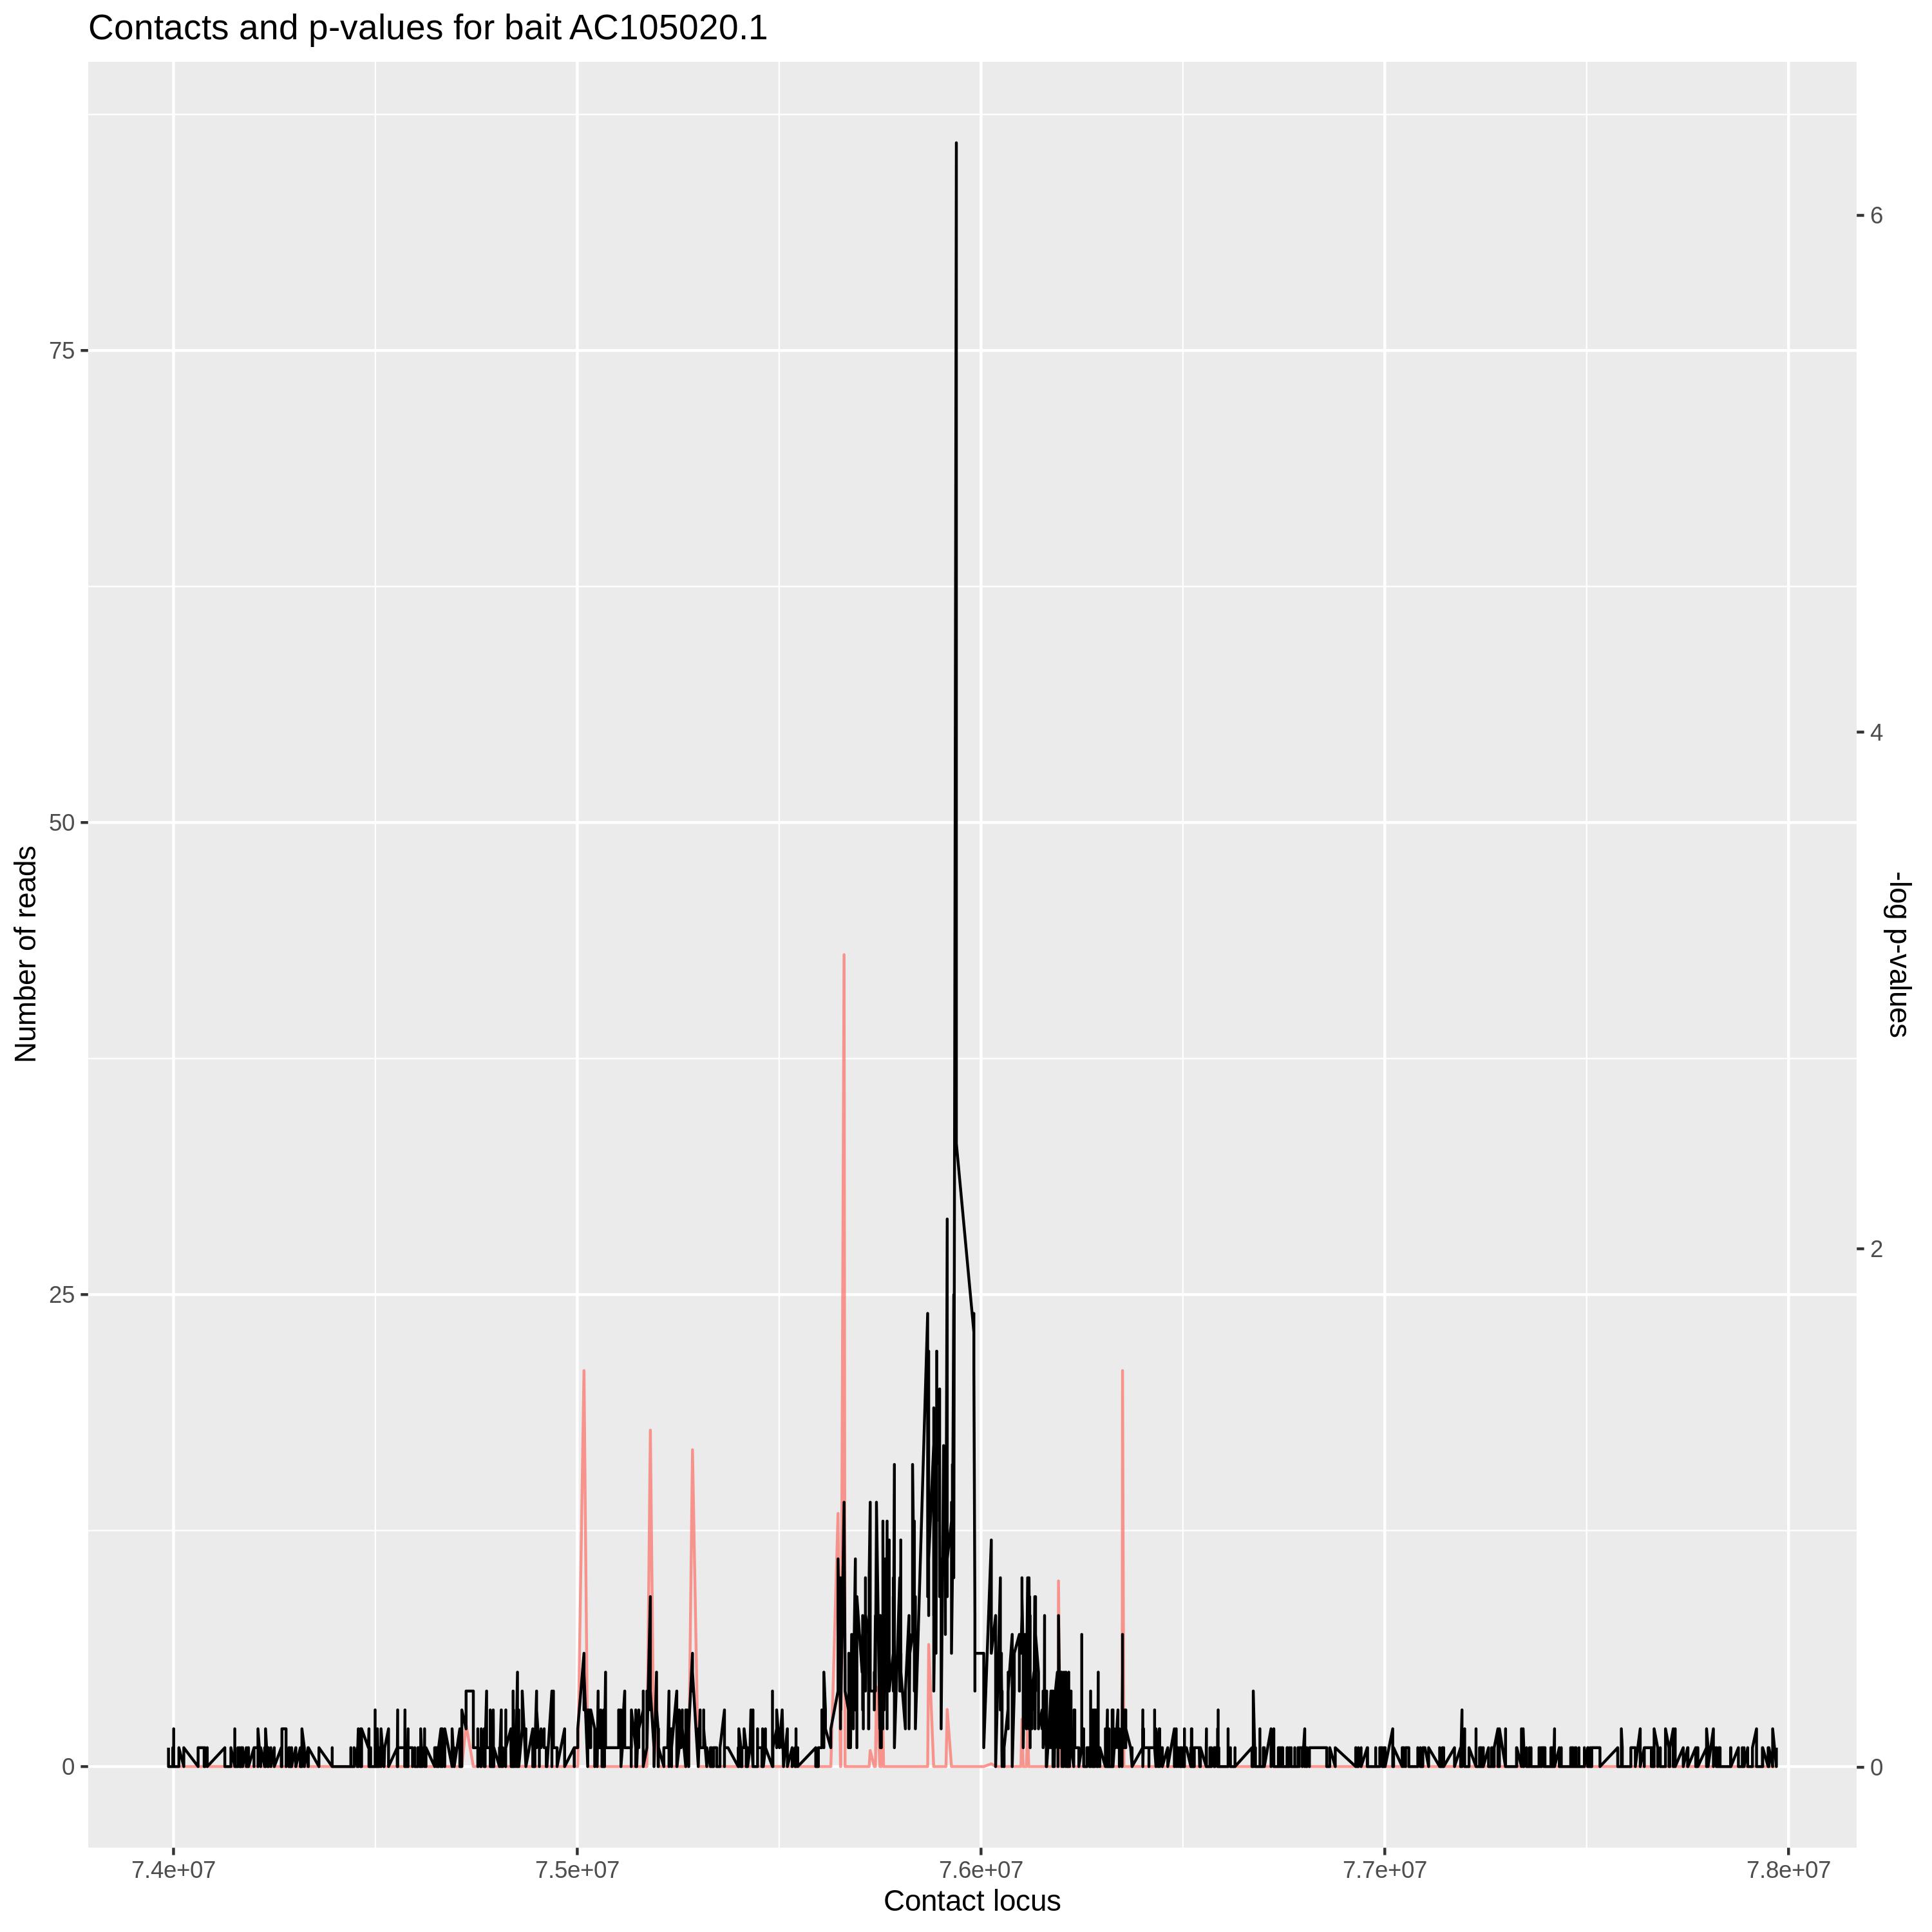 Contacts and p-values for bait AC105020.1
Number of reads
75
50
25
0
6
4
2
0
-log p-values
7.4e+07 7.5e+07 7.6e+07 7.7e+07 7.8e+07
Contact locus